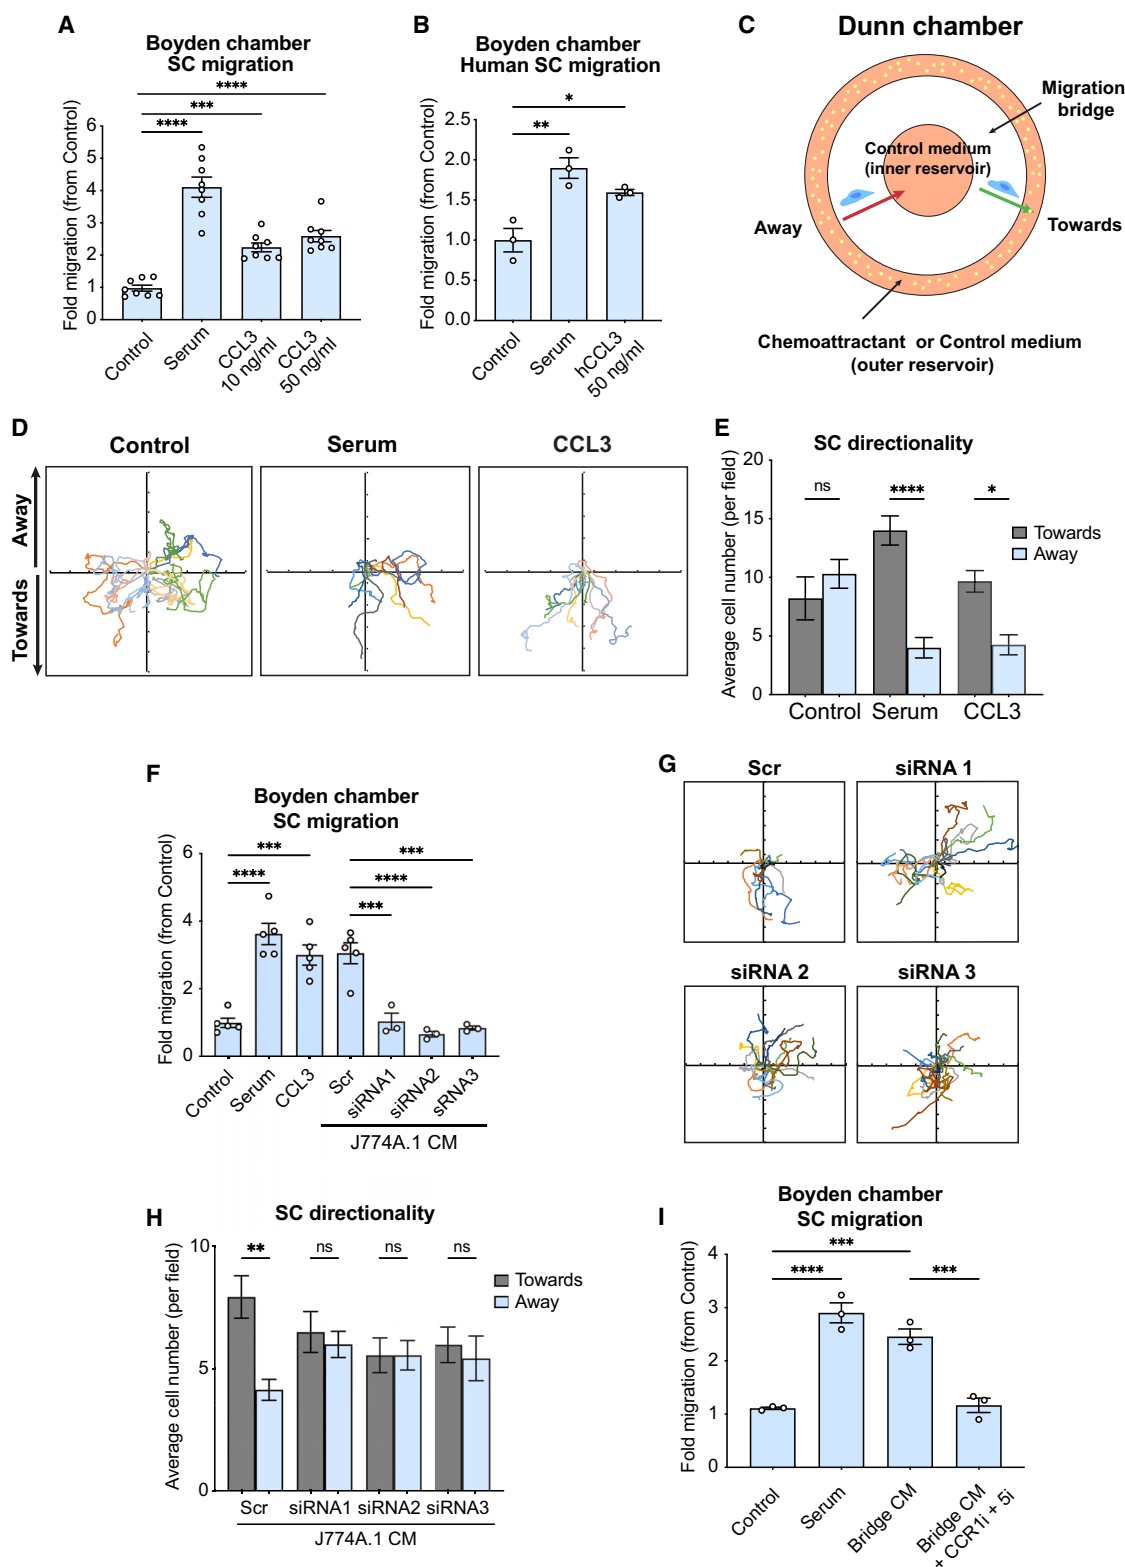 A
Boyden chamber
SC migration
****
***
****
Fold migration (from Control)
6
5
4
3
2
1
0
Control
Serum
CCL3
10 ng/ml
CCL3
50 ng/ml
B
Boyden chamber
Human SC migration
*
**
Fold migration (from Control)
2.5
2.0
1.5
1.0
0.5
0.0
Control
Serum
hCCL3
50 ng/ml
C
Dunn chamber
Migration
bridge
Control medium
(inner reservoir)
Away
Towards
Chemoattractant or Control medium
(outer reservoir)
D
Control
Serum
CCL3
Away
Towards
E
SC directionality
Average cell number (per field)
20
15
10
5
0
ns
****
*
Towards
Away
Control
Serum
CCL3
F
Boyden chamber
SC migration
***
****
***
****
***
Fold migration (from Control)
6
4
2
0
Control
Serum
CCL3
Scr
siRNA1
siRNA2
sRNA3
J774A.1 CM
G
Scr
siRNA 1
siRNA 2
siRNA 3
H
SC directionality
Average cell number (per field)
10
5
0
**
ns
ns
ns
Towards
Away
Scr
siRNA1
siRNA2
siRNA3
J774A.1 CM
I
Boyden chamber
SC migration
***
****
***
Fold migration (from Control)
4
3
2
1
0
Control
Serum
Bridge CM
Bridge CM
+ CCR1i + 5i